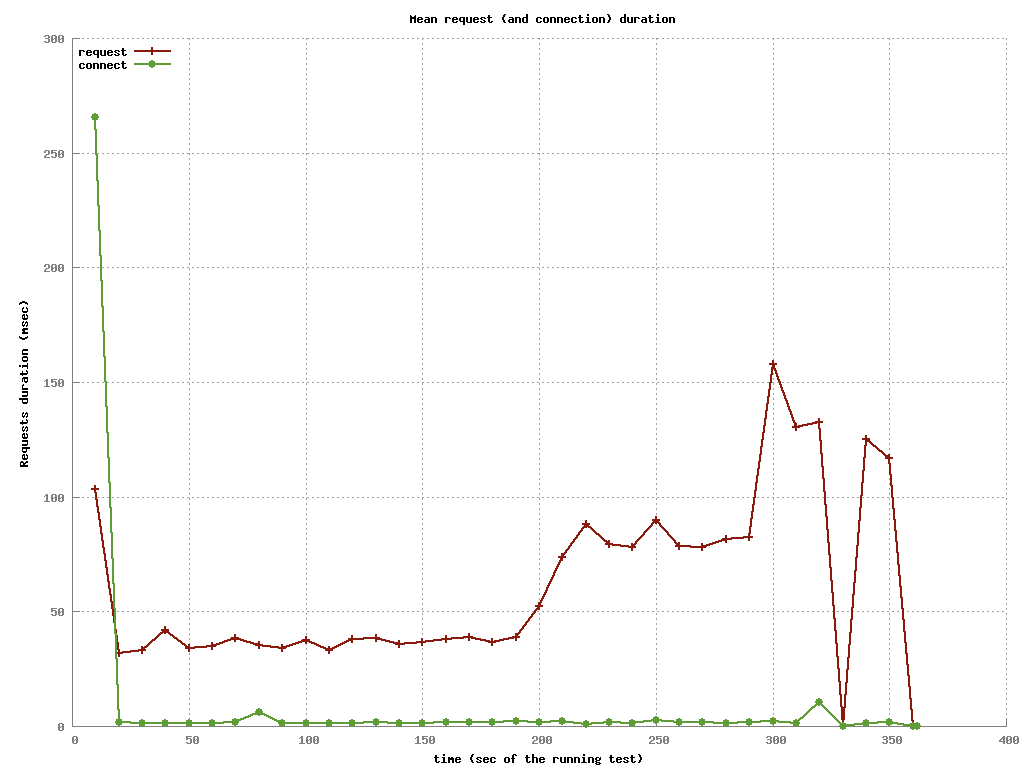 Mean request (and connection) duration
300
request
connect
250
200
Requests duration (msec)
150
100
50
0
0 50 100 150 200 250 300 350 400
time (sec of the running test)